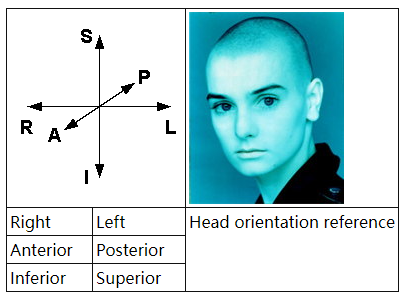 S
P
R
A
L
I
Right Left
Head orientation reference
Anterior Posterior
Inferior Superior